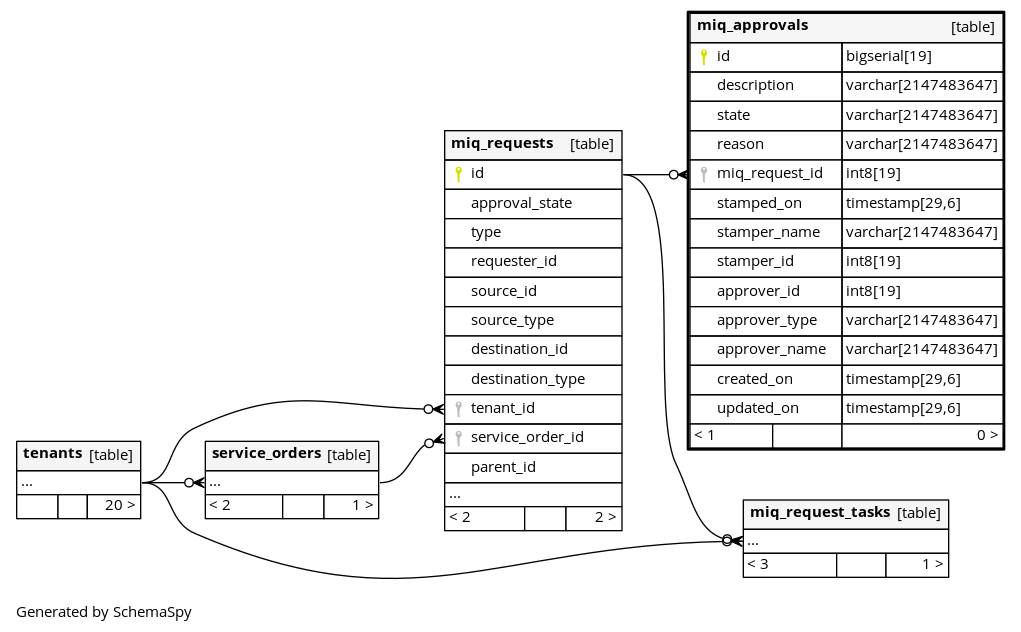 miq_approvals [table]
id bigserial[19]
description varchar[2147483647]
state varchar[2147483647]
reason varchar[2147483647]
miq_request_id int8[19]
stamped_on timestamp[29,6]
stamper_name varchar[2147483647]
stamper_id int8[19]
approver_id int8[19]
approver_type varchar[2147483647]
approver_name varchar[2147483647]
created_on timestamp[29,6]
updated_on timestamp[29,6]
< 1 0 >
miq_requests [table]
id
approval_state
type
requester_id
source_id
source_type
destination_id
destination_type
tenant_id
service_order_id
parent_id
...
< 2 2 >
tenants [table]
...
20 >
service_orders [table]
...
< 2 1 >
miq_request_tasks [table]
...
< 3 1 >
Generated by SchemaSpy